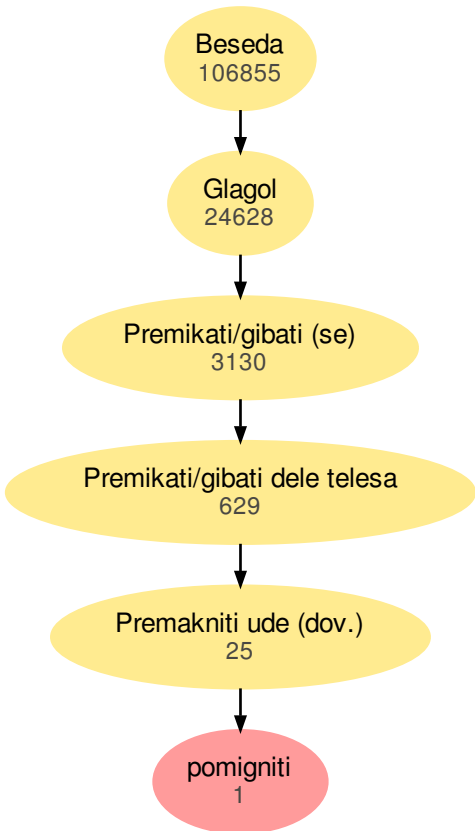 Beseda
106855
Glagol
24628
Premikati/gibati (se)
3130
Premikati/gibati dele telesa
629
Premakniti ude (dov.)
25
pomigniti
1